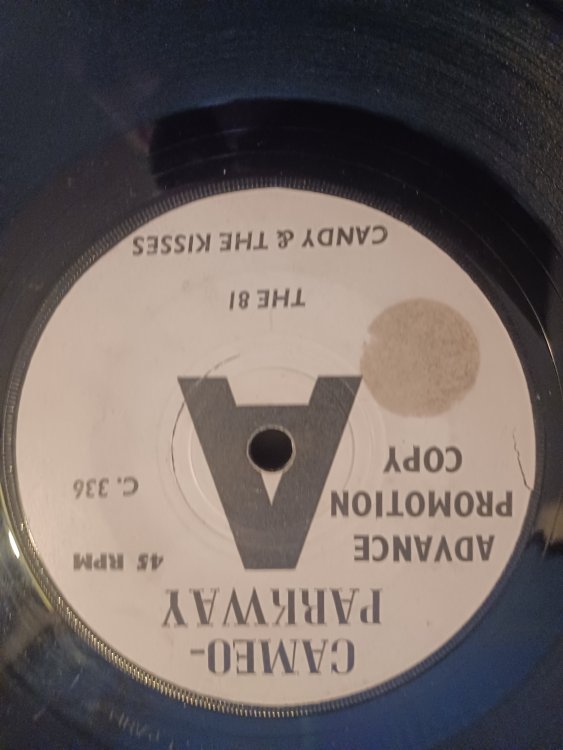 CAMEO-
PARKWAY
ADVANCE
PROMOTION
COPY
45 RPM
C. 336
A
THE 81
CANDY & THE KISSES